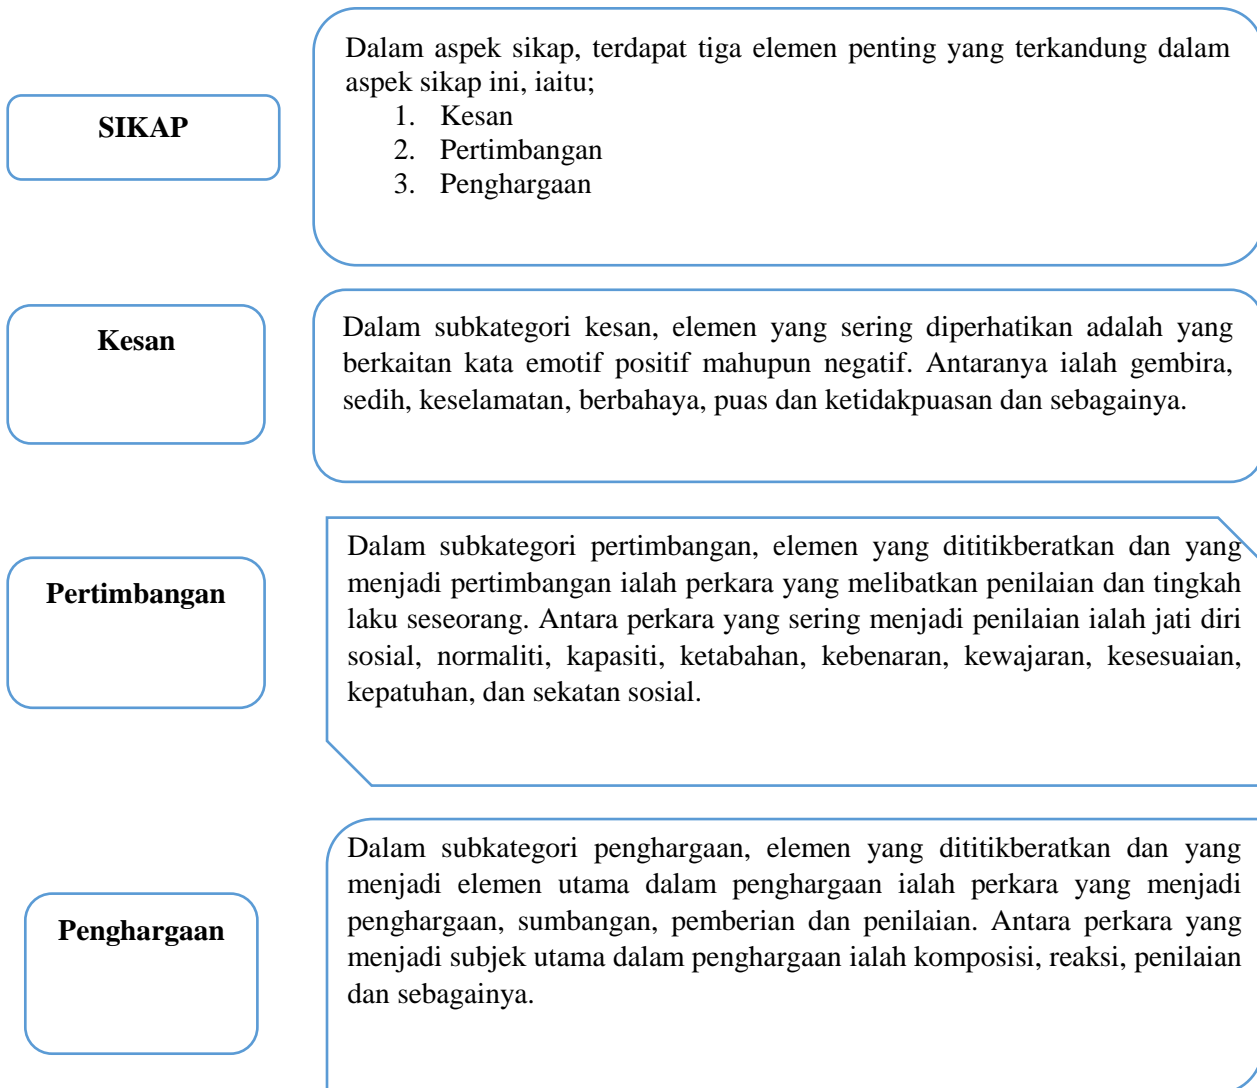 SIKAP
Dalam aspek sikap, terdapat tiga elemen penting yang terkandung dalam
aspek sikap ini, iaitu;
1. Kesan
2. Pertimbangan
3. Penghargaan
Kesan
Dalam subkategori kesan, elemen yang sering diperhatikan adalah yang
berkaitan kata emotif positif mahupun negatif. Antaranya ialah gembira,
sedih, keselamatan, berbahaya, puas dan ketidakpuasan dan sebagainya.
Pertimbangan
Dalam subkategori pertimbangan, elemen yang dititikberatkan dan yang
menjadi pertimbangan ialah perkara yang melibatkan penilaian dan tingkah
laku seseorang. Antara perkara yang sering menjadi penilaian ialah jati diri
sosial, normaliti, kapasiti, ketabahan, kebenaran, kewajaran, kesesuaian,
kepatuhan, dan sekatan sosial.
Penghargaan
Dalam subkategori penghargaan, elemen yang dititikberatkan dan yang
menjadi elemen utama dalam penghargaan ialah perkara yang menjadi
penghargaan, sumbangan, pemberian dan penilaian. Antara perkara yang
menjadi subjek utama dalam penghargaan ialah komposisi, reaksi, penilaian
dan sebagainya.